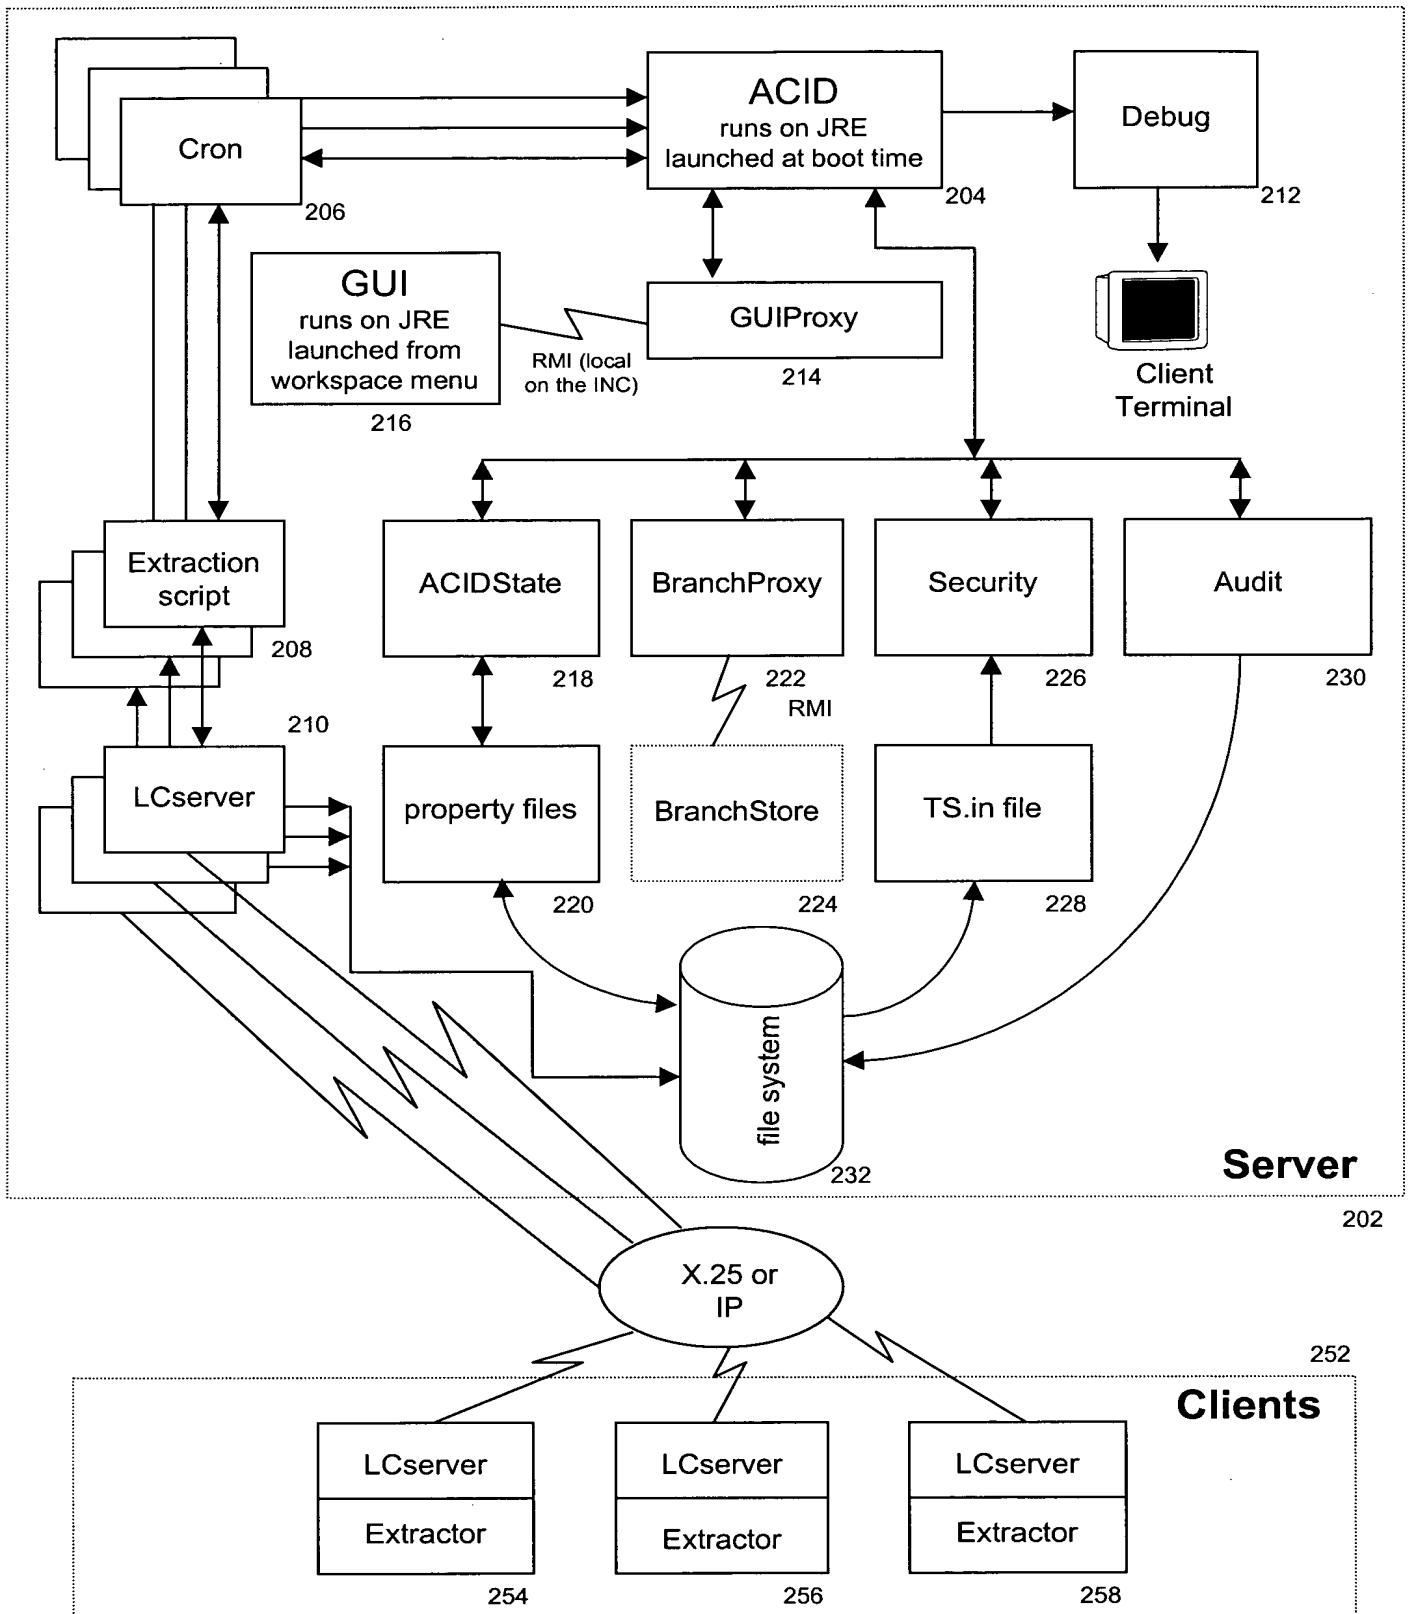 ACID
runs on JRE
launched at boot time
204
Debug
212
Cron
206
GUI
runs on JRE
launched from
workspace menu
216
RMI (local
on the INC)
GUIProxy
214
Client
Terminal
Extraction
script
208
ACIDState
218
BranchProxy
222
RMI
Security
226
Audit
230
210
LCserver
property files
220
BranchStore
224
TS.in file
228
file system
232
Server
202
X.25 or
IP
252
Clients
LCserver
Extractor
254
LCserver
Extractor
256
LCserver
Extractor
258